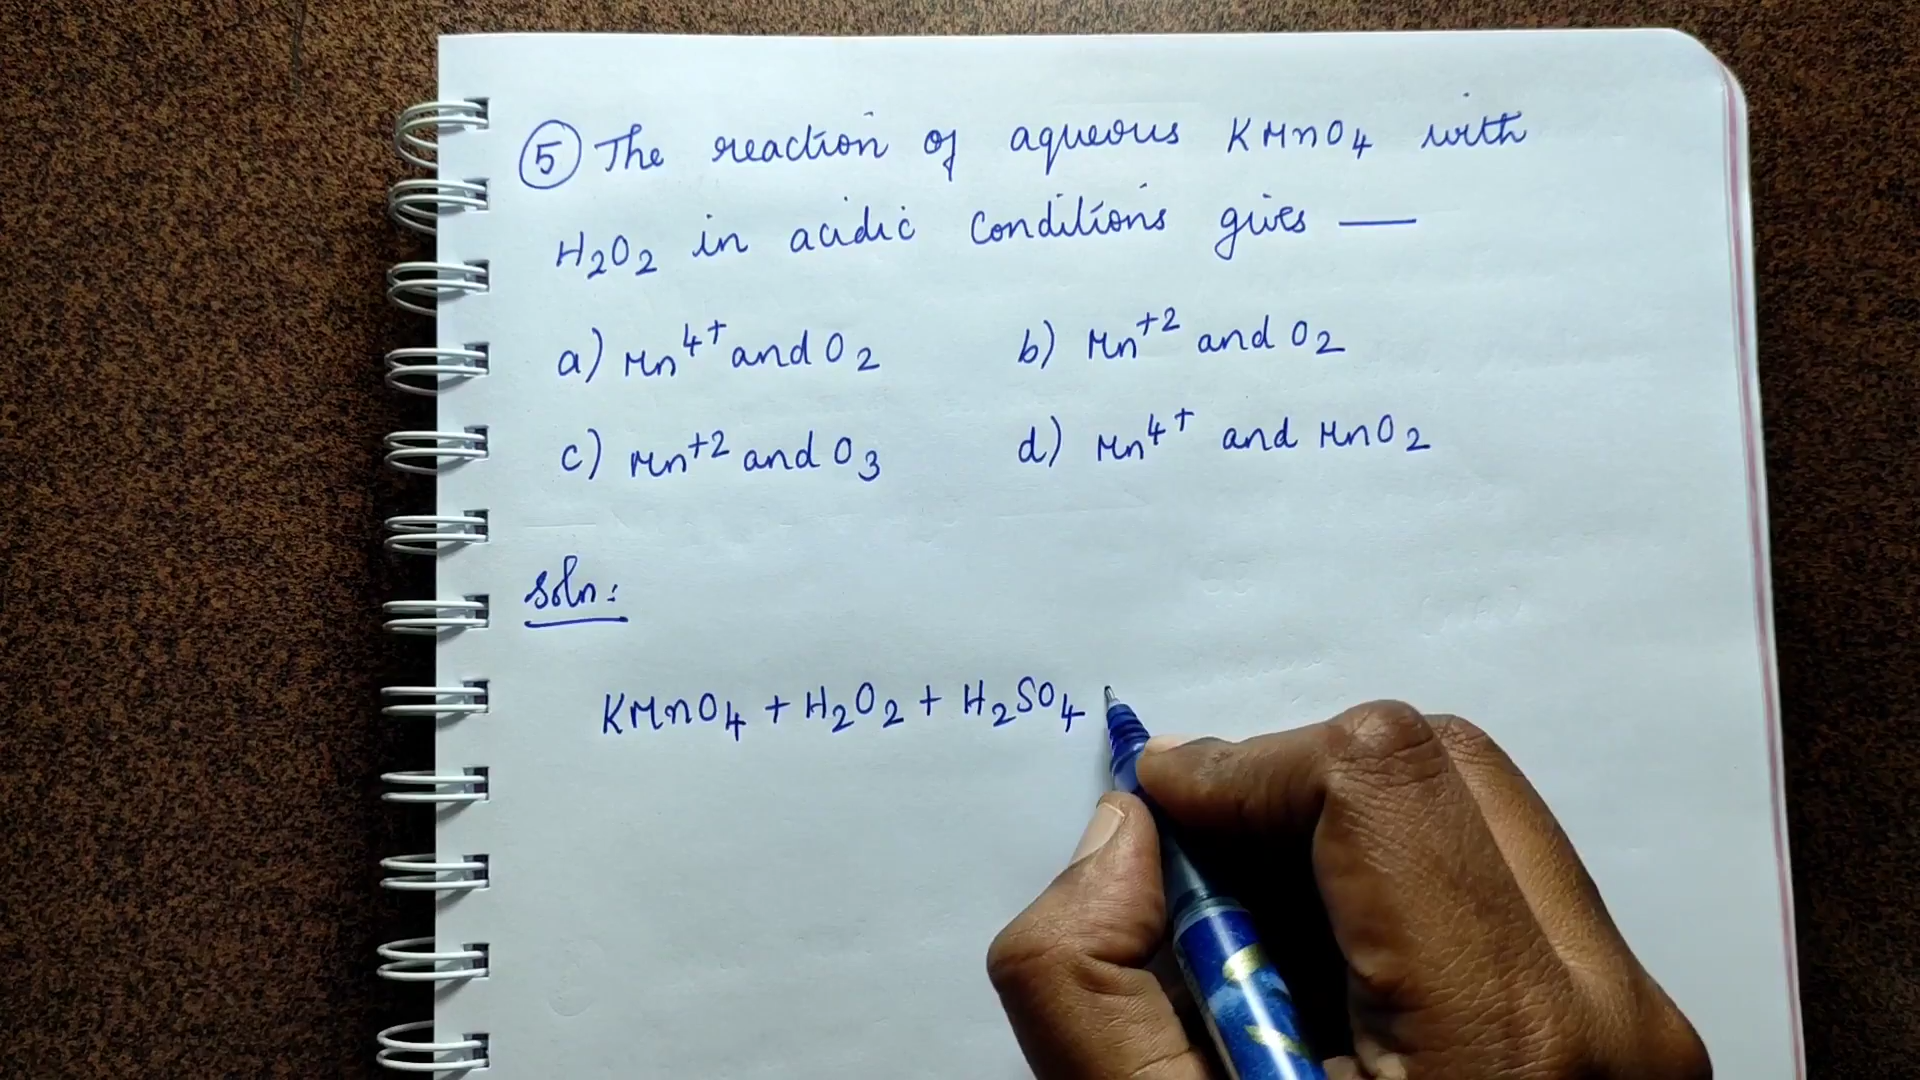 5 The reaction of aqueous KMnO4 with
H2O2 in acidic conditions gives —
a) Mn4+ and O2 b) Mn+2 and O2
c) Mn+2 and O3 d) Mn4+ and MnO2
Soln:
KMnO4 + H2O2 + H2SO4